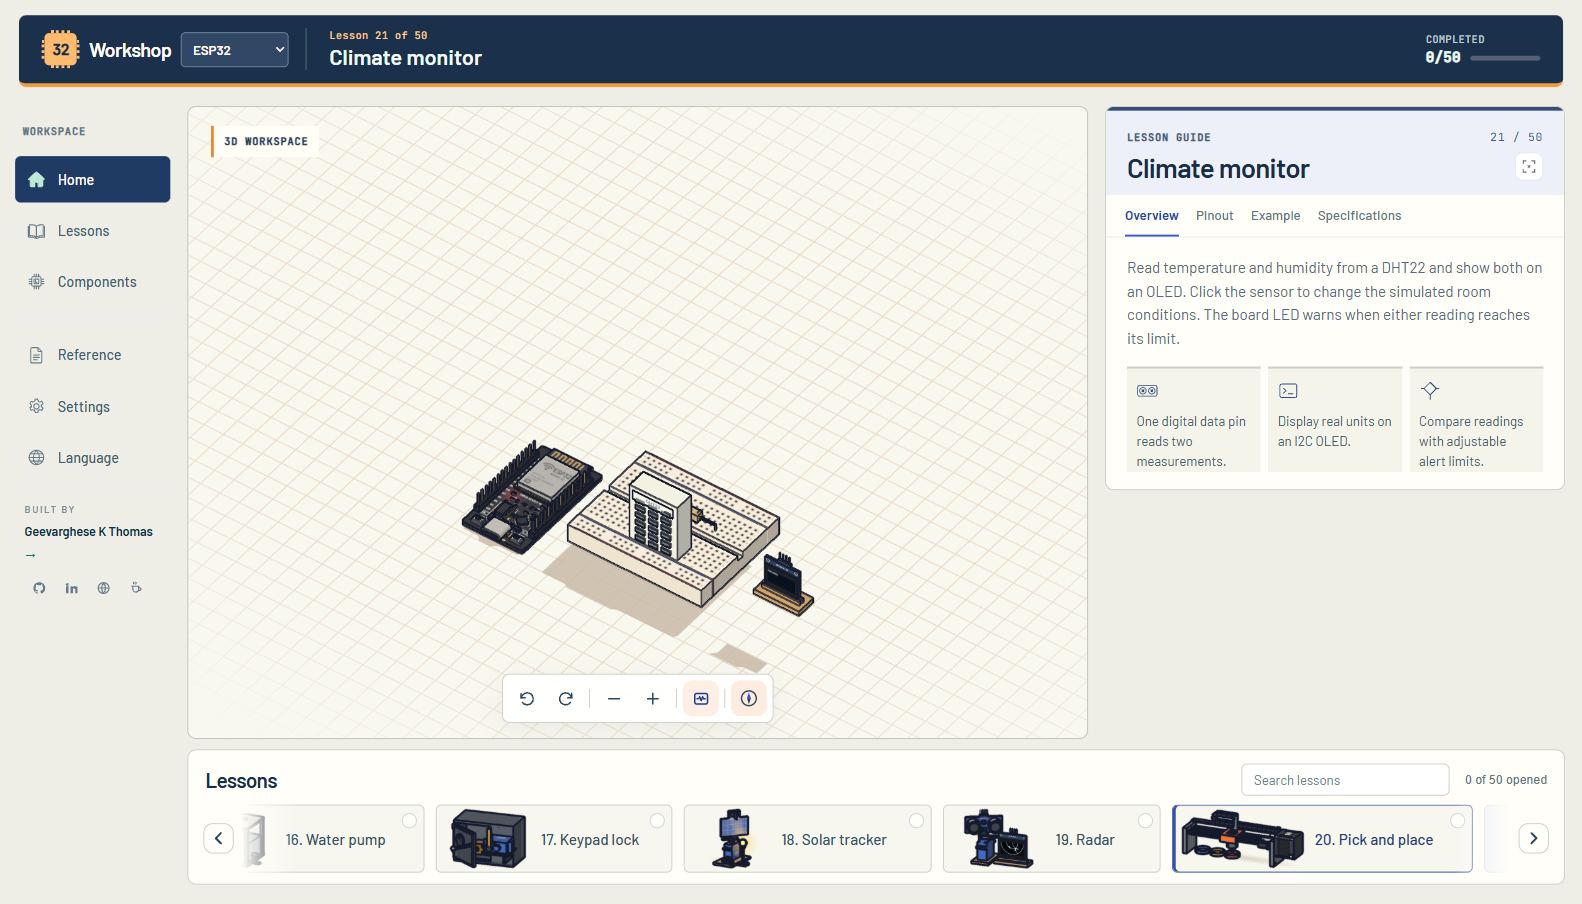 32
Workshop
ESP32
Lesson 21 of 50
Climate monitor
COMPLETED
0/50
WORKSPACE
Home
Lessons
Components
Reference
Settings
Language
BUILT BY
Geevarghese K Thomas
→
3D WORKSPACE
LESSON GUIDE
21 / 50
Climate monitor
Overview
Pinout
Example
Specifications
Read temperature and humidity from a DHT22 and show both on
an OLED. Click the sensor to change the simulated room
conditions. The board LED warns when either reading reaches
its limit.
One digital data pin
reads two
measurements.
Display real units on
an I2C OLED.
Compare readings
with adjustable
alert limits.
Lessons
Search lessons
0 of 50 opened
16. Water pump
17. Keypad lock
18. Solar tracker
19. Radar
20. Pick and place